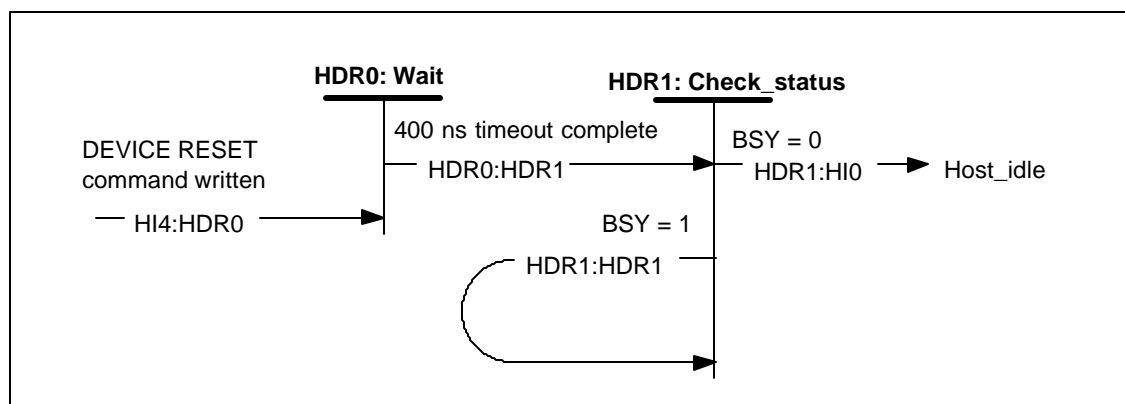 HDR0: Wait
HDR1: Check_status
400 ns timeout complete
BSY = 0
DEVICE RESET
command written
HDR0:HDR1
HDR1:HI0
Host_idle
HI4:HDR0
BSY = 1
HDR1:HDR1